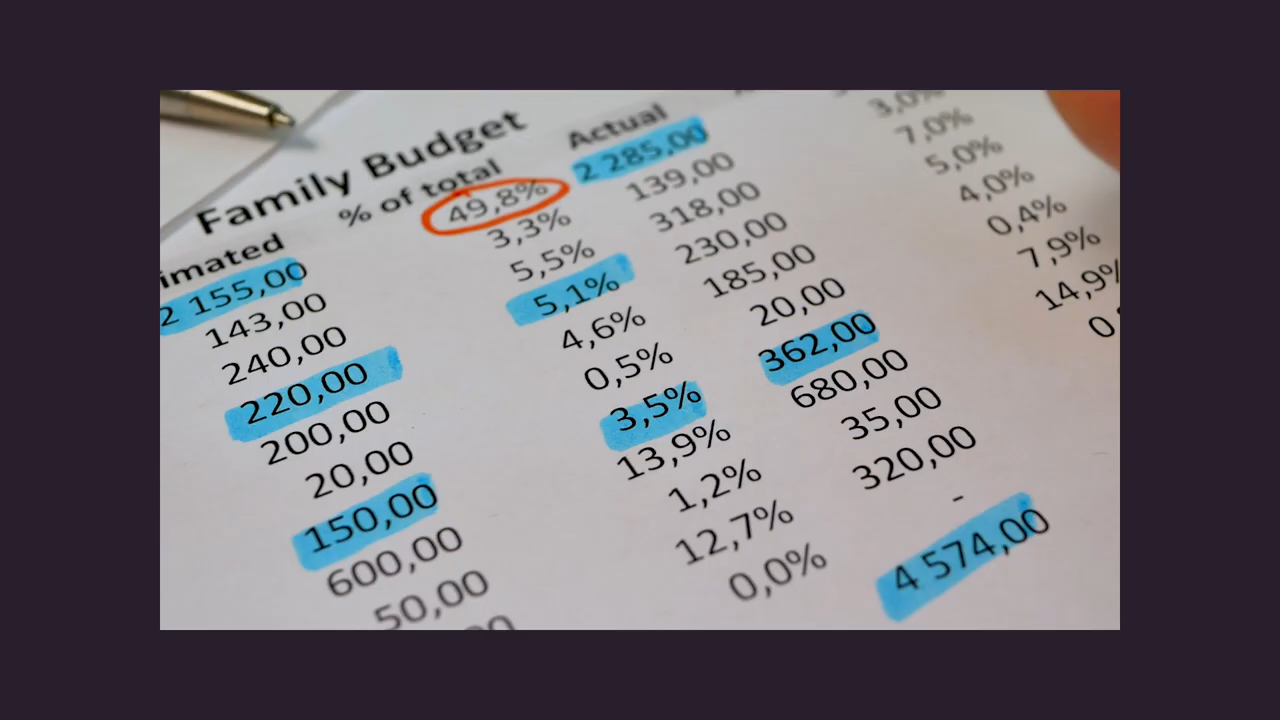 Family Budget
% of total Actual
2 155,00 49,8% 2 285,00
143,00 3,3% 139,00 3,0%
240,00 5,5% 318,00 7,0%
220,00 5,1% 230,00 5,0%
200,00 4,6% 185,00 4,0%
20,00 0,5% 20,00 0,4%
150,00 3,5% 362,00 7,9%
600,00 13,9% 680,00 14,9%
50,00 1,2% 35,00
12,7% 320,00
0,0% -
4 574,00